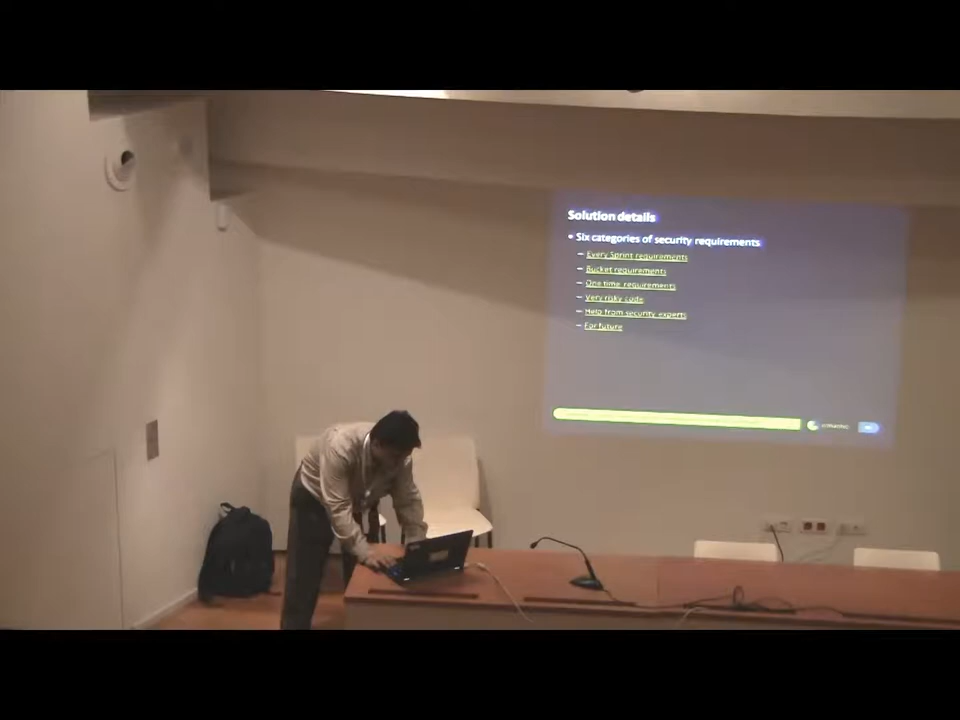 Solution details
• Six categories of security requirements
– Every Sprint requirements
– Bucket requirements
– One time requirements
– Very risky code
– Help from security experts
– For future